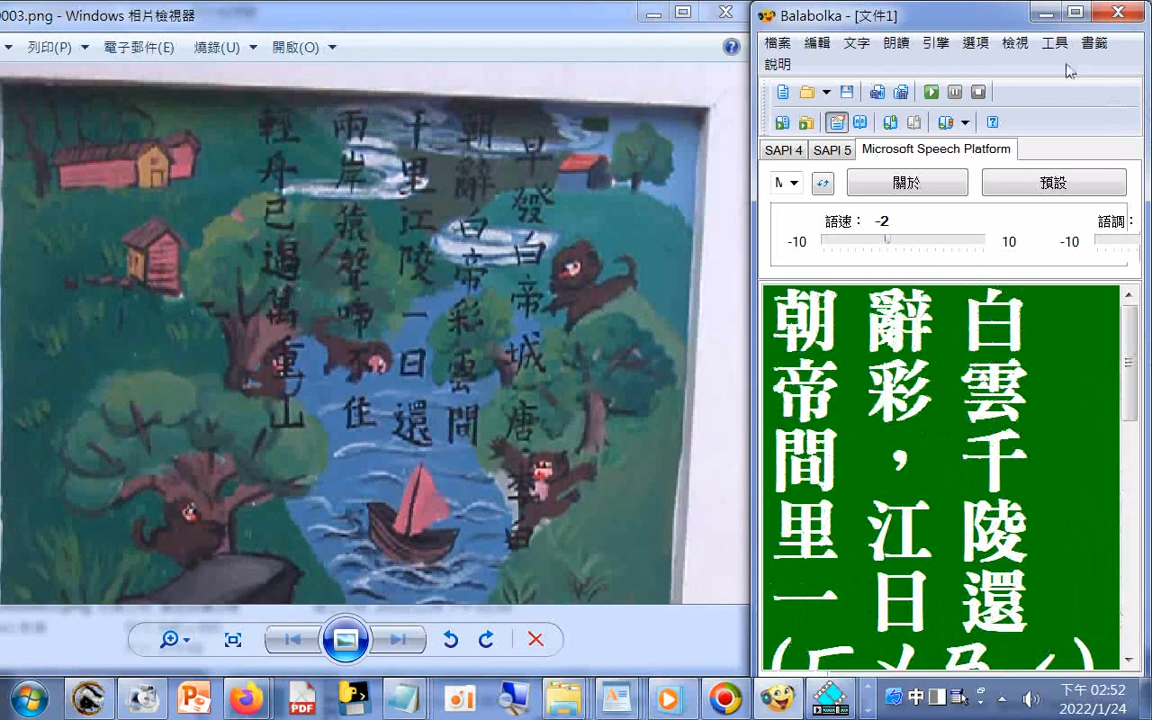 0003.png - Windows 相片檢視器
列印(P) 電子郵件(E) 燒錄(U) 開啟(O)
早發白帝城唐李白
朝辭白帝彩雲間
千里江陵一日還
兩岸猿聲啼不住
輕舟已過萬重山
Balabolka - [文件1]
檔案 編輯 文字 朗讀 引擎 選項 檢視 工具 書籤
說明
SAPI 4 SAPI 5 Microsoft Speech Platform
關於 預設
語速： -2 語調：
-10 10 -10
朝辭白
帝彩雲
間，千
里江陵
一日還
(ㄏㄨㄢˊ)
中
下午 02:52
2022/1/24